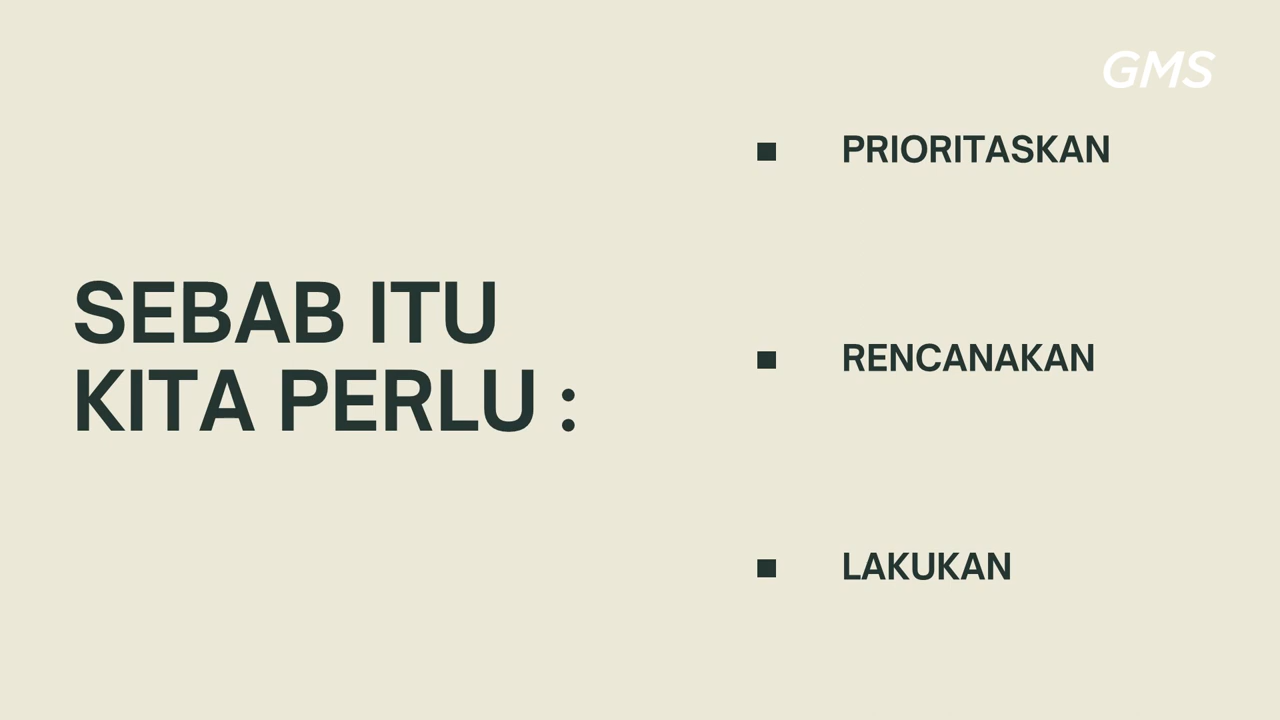 GMS
SEBAB ITU
KITA PERLU :
■ PRIORITASKAN
■ RENCANAKAN
■ LAKUKAN